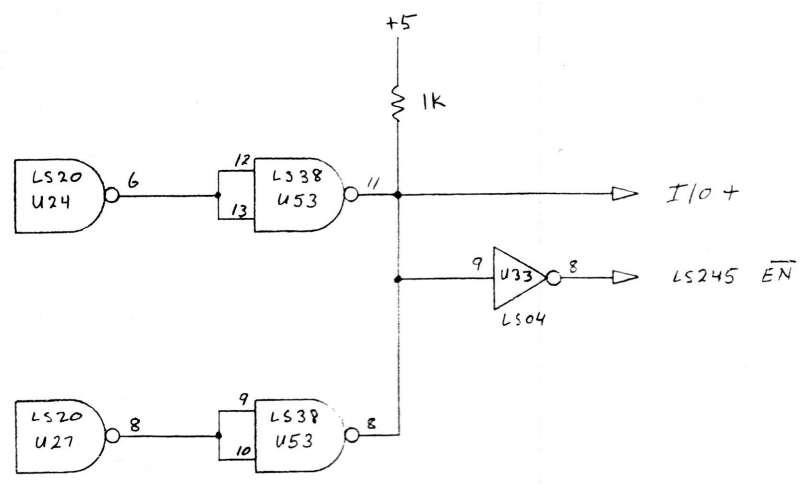 +5
1K
LS20
U24
6
12
13
LS38
U53
11
I/O +
9
U33
8
LS04
LS245 EN
LS20
U27
8
9
10
LS38
U53
8